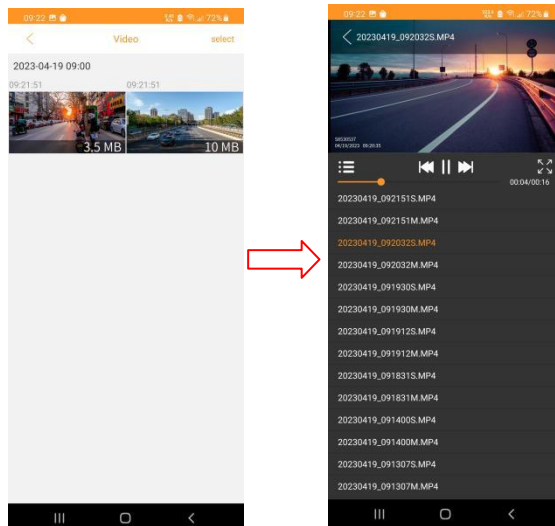 09:22
72%
Video
select
2023-04-19 09:00
09:21:51
09:21:51
3.5 MB
10 MB
09:22
72%
20230419_092032S.MP4
00:04/00:16
20230419_092151S.MP4
20230419_092151M.MP4
20230419_092032S.MP4
20230419_092032M.MP4
20230419_091930S.MP4
20230419_091930M.MP4
20230419_091912S.MP4
20230419_091912M.MP4
20230419_091831S.MP4
20230419_091831M.MP4
20230419_091400S.MP4
20230419_091400M.MP4
20230419_091307S.MP4
20230419_091307M.MP4